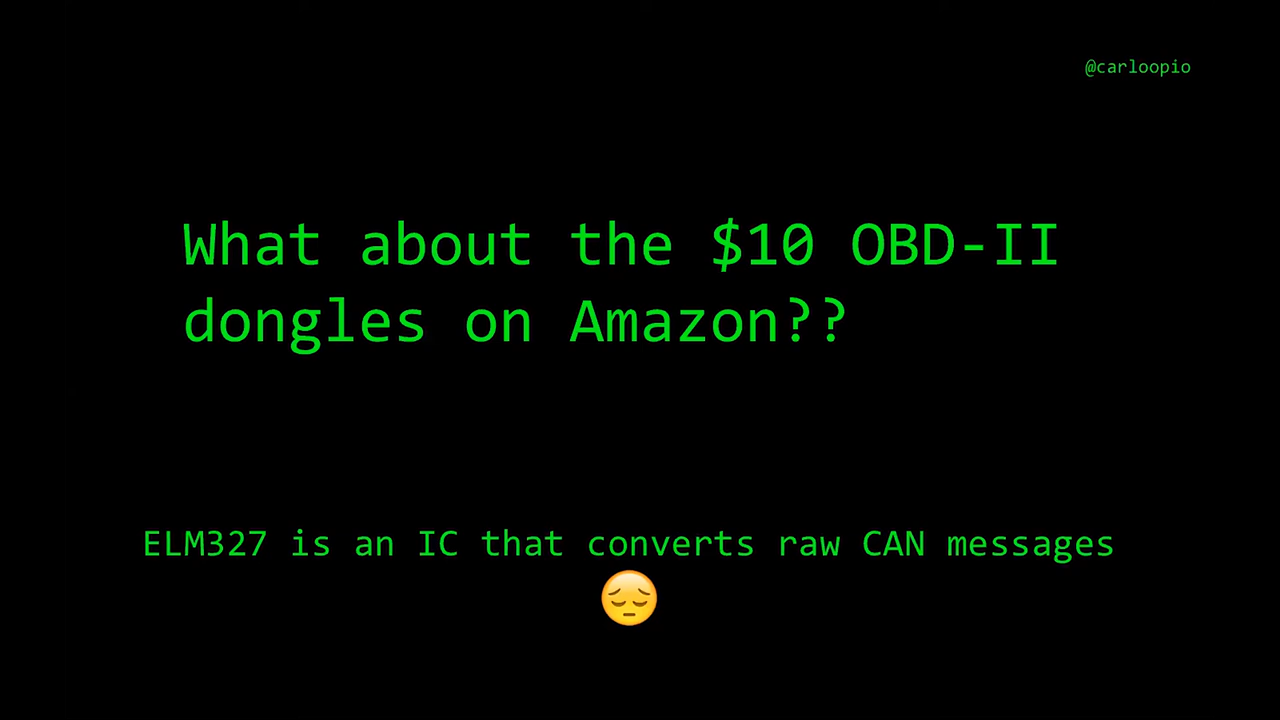 @carloopio
What about the $10 OBD-II
dongles on Amazon??
ELM327 is an IC that converts raw CAN messages